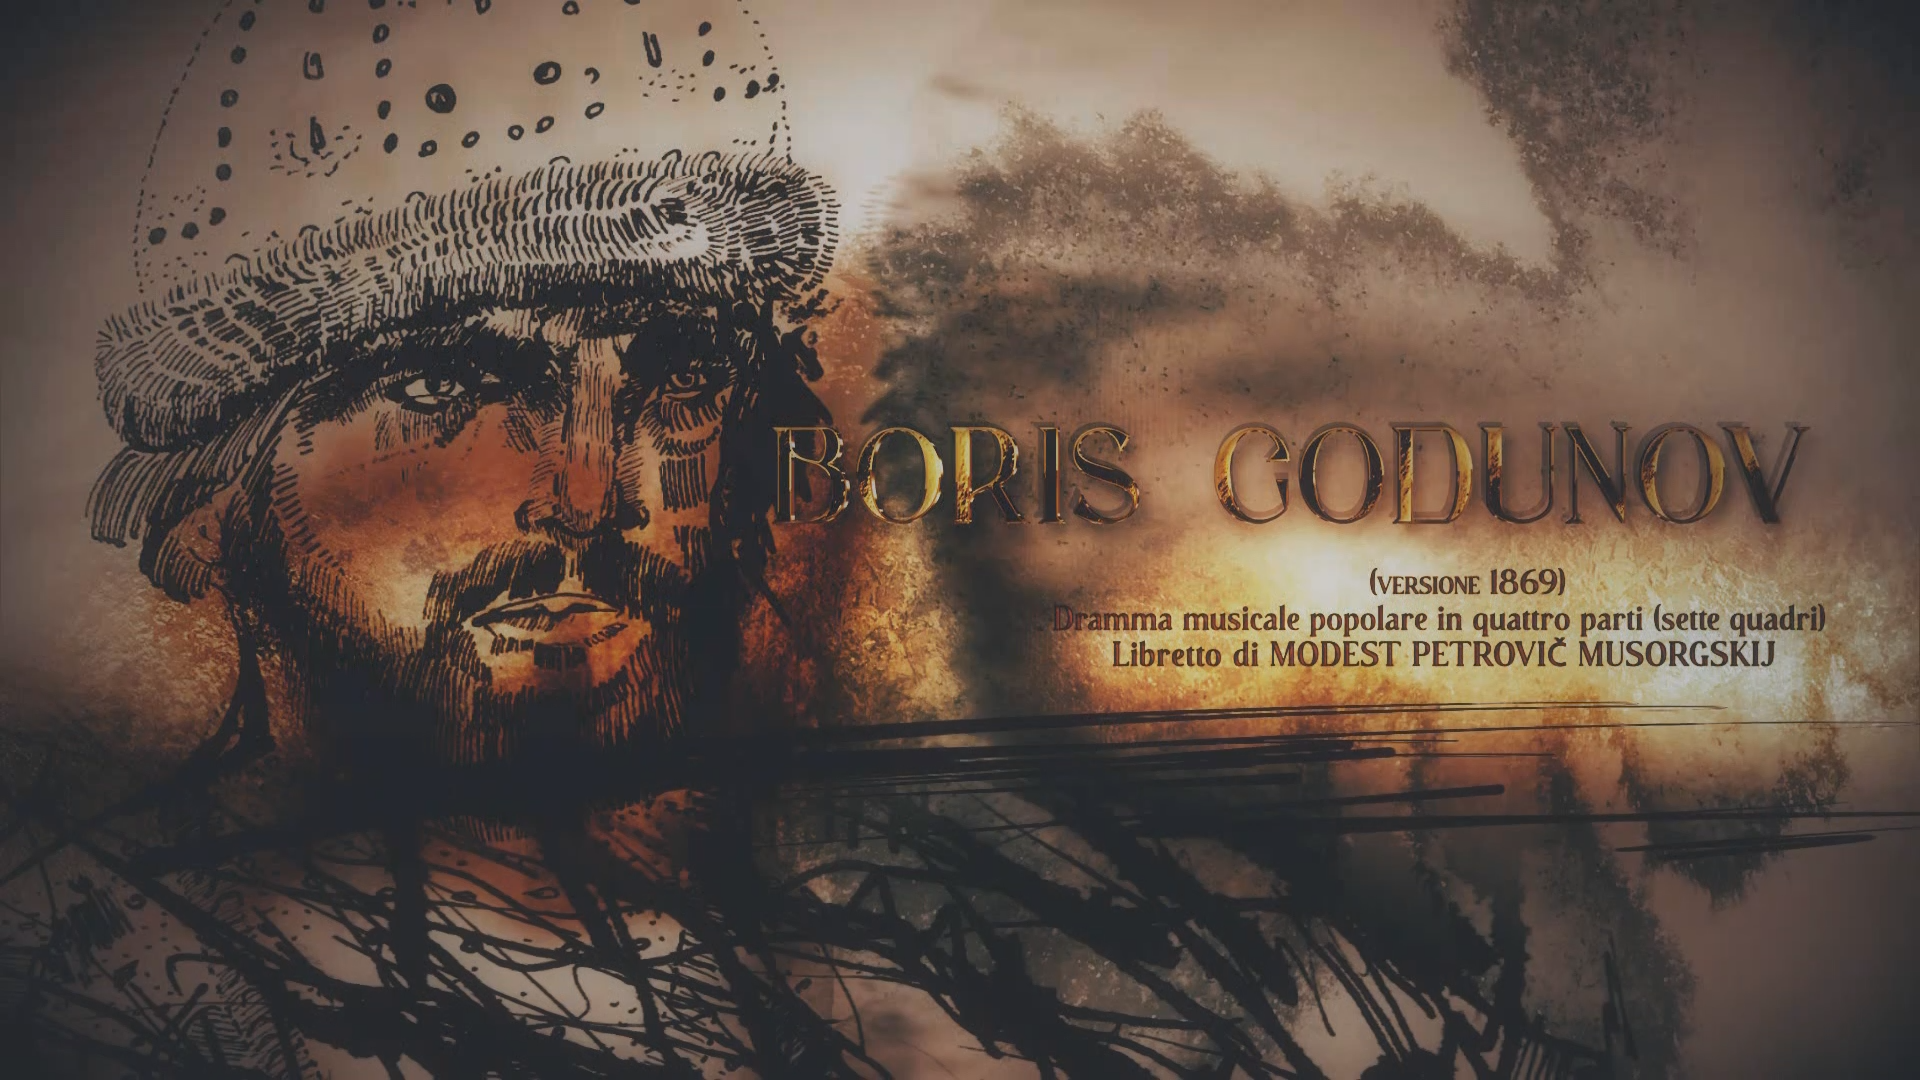 BORIS GODUNOV
(VERSIONE 1869)
Dramma musicale popolare in quattro parti (sette quadri)
Libretto di MODEST PETROVIČ MUSORGSKIJ